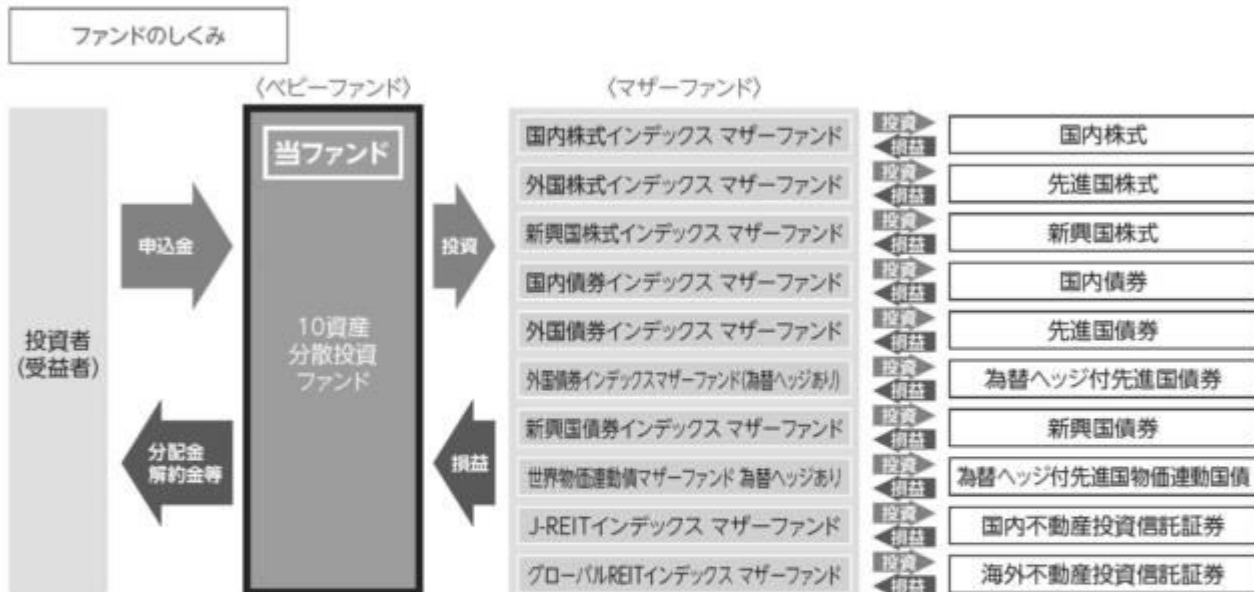 ファンドのしくみ
〈ベビーファンド〉
〈マザーファンド〉
投資者
(受益者)
申込金
分配金
解約金等
当ファンド
10資産
分散投資
ファンド
投資
損益
国内株式インデックス マザーファンド
投資
損益
国内株式
外国株式インデックス マザーファンド
投資
損益
先進国株式
新興国株式インデックス マザーファンド
投資
損益
新興国株式
国内債券インデックス マザーファンド
投資
損益
国内債券
外国債券インデックス マザーファンド
投資
損益
先進国債券
外国債券インデックスマザーファンド(為替ヘッジあり)
投資
損益
為替ヘッジ付先進国債券
新興国債券インデックス マザーファンド
投資
損益
新興国債券
世界物価連動債マザーファンド 為替ヘッジあり
投資
損益
為替ヘッジ付先進国物価連動国債
J-REITインデックス マザーファンド
投資
損益
国内不動産投資信託証券
グローバルREITインデックス マザーファンド
投資
損益
海外不動産投資信託証券